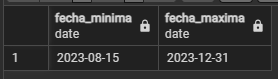 fecha_minima fecha_maxima
date date
1 2023-08-15 2023-12-31